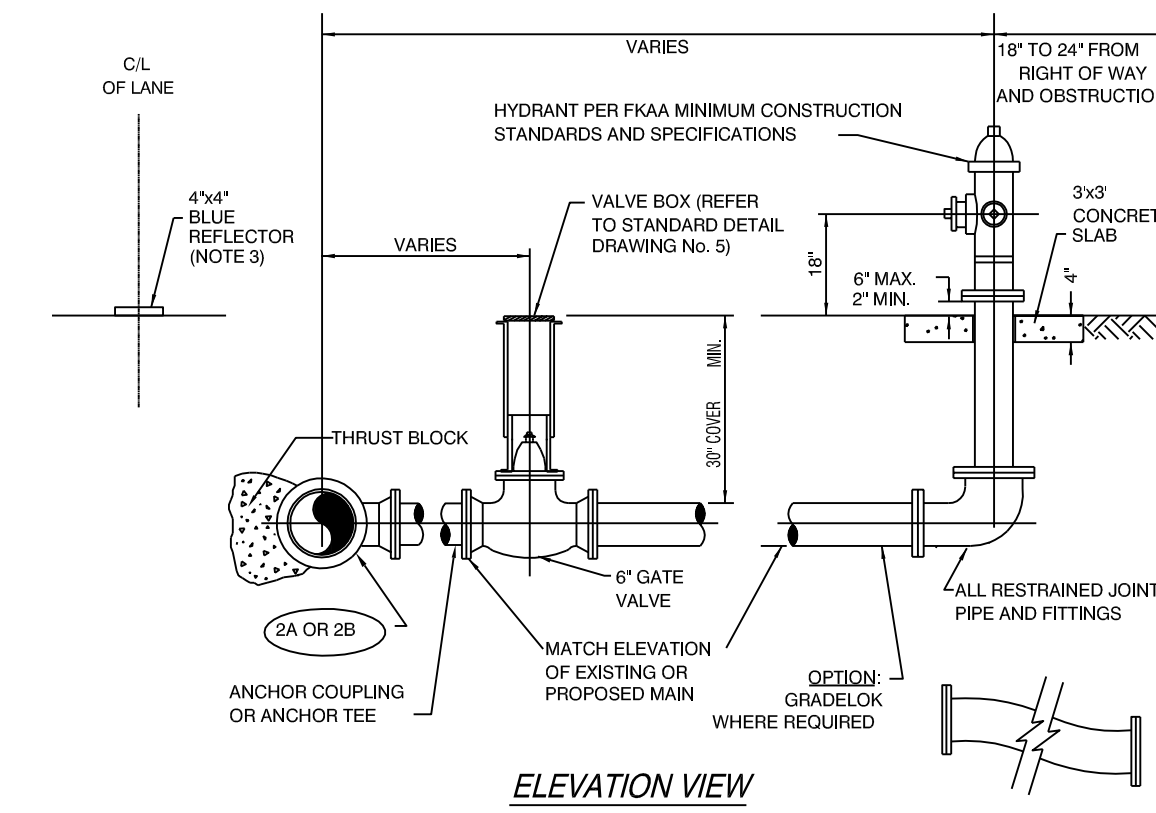 VARIES
C/L
OF LANE
18" TO 24" FROM
RIGHT OF WAY
AND OBSTRUCTIO
HYDRANT PER FKAA MINIMUM CONSTRUCTION
STANDARDS AND SPECIFICATIONS
4"x4"
BLUE
REFLECTOR
(NOTE 3)
VARIES
VALVE BOX (REFER
TO STANDARD DETAIL
DRAWING No. 5)
3'x3'
CONCRET
SLAB
18"
6" MAX.
2" MIN.
4"
30" COVER MIN.
THRUST BLOCK
6" GATE
VALVE
2A OR 2B
ALL RESTRAINED JOINT
PIPE AND FITTINGS
MATCH ELEVATION
OF EXISTING OR
PROPOSED MAIN
ANCHOR COUPLING
OR ANCHOR TEE
OPTION:
GRADELOK
WHERE REQUIRED
ELEVATION VIEW